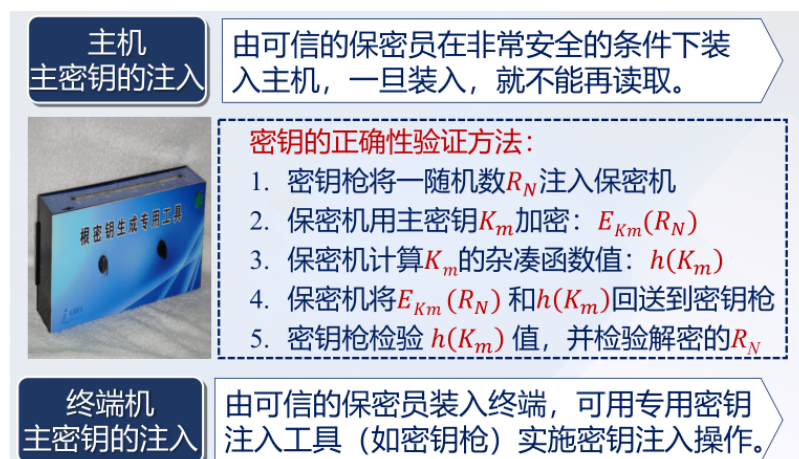 主机
主密钥的注入
由可信的保密员在非常安全的条件下装
入主机，一旦装入，就不能再读取。
密钥的正确性验证方法：
1. 密钥枪将一随机数R_N注入保密机
2. 保密机用主密钥K_m加密：E_{Km}(R_N)
3. 保密机计算K_m的杂凑函数值：h(K_m)
4. 保密机将E_{Km}(R_N) 和h(K_m)回送到密钥枪
5. 密钥枪检验 h(K_m) 值，并检验解密的R_N
根密钥生成专用工具
终端机
主密钥的注入
由可信的保密员装入终端，可用专用密钥
注入工具（如密钥枪）实施密钥注入操作。